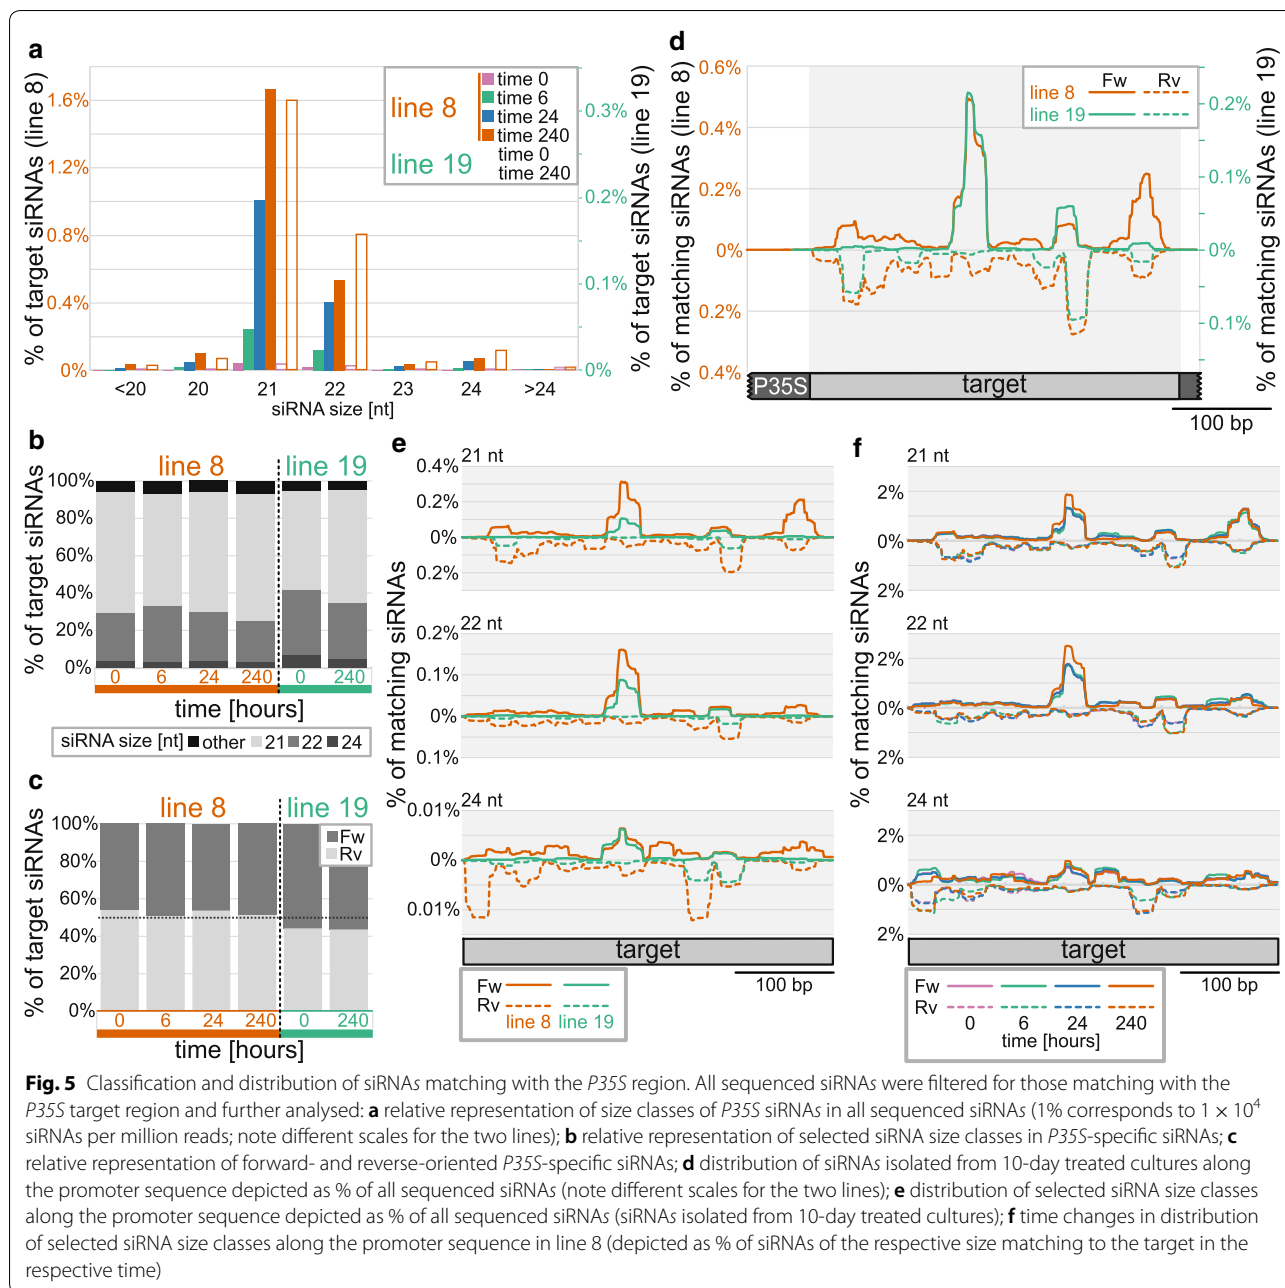 a
% of target siRNAs (line 8)
1.6%
1.2%
0.8%
0.4%
0%
line 8
line 19
time 0
time 6
time 24
time 240
time 0
time 240
0.3%
0.2%
0.1%
0%
% of target siRNAs (line 19)
<20 20 21 22 23 24 >24
siRNA size [nt]
d
% of matching siRNAs (line 8)
0.6%
0.4%
0.2%
0%
0.2%
0.4%
Fw Rv
line 8
line 19
0.2%
0.1%
0%
0.1%
% of matching siRNAs (line 19)
P35S target
100 bp
b
line 8 line 19
% of target siRNAs
100%
80%
60%
40%
20%
0%
0 6 24 240 0 240
time [hours]
siRNA size [nt] other 21 22 24
c
line 8 line 19
% of target siRNAs
100%
80%
60%
40%
20%
0%
Fw
Rv
0 6 24 240 0 240
time [hours]
e
% of matching siRNAs
21 nt
0.4%
0.2%
0%
0.2%
22 nt
0.2%
0.1%
0%
0.1%
24 nt
0.01%
0%
0.01%
target
100 bp
Fw
Rv
line 8 line 19
f
% of matching siRNAs
21 nt
2%
0%
2%
22 nt
2%
0%
2%
24 nt
2%
0%
2%
target
100 bp
Fw
Rv
0 6 24 240
time [hours]
Fig. 5 Classification and distribution of siRNAs matching with the P35S region. All sequenced siRNAs were filtered for those matching with the
P35S target region and further analysed: a relative representation of size classes of P35S siRNAs in all sequenced siRNAs (1% corresponds to 1 × 10⁴
siRNAs per million reads; note different scales for the two lines); b relative representation of selected siRNA size classes in P35S-specific siRNAs; c
relative representation of forward- and reverse-oriented P35S-specific siRNAs; d distribution of siRNAs isolated from 10-day treated cultures along
the promoter sequence depicted as % of all sequenced siRNAs (note different scales for the two lines); e distribution of selected siRNA size classes
along the promoter sequence depicted as % of all sequenced siRNAs (siRNAs isolated from 10-day treated cultures); f time changes in distribution
of selected siRNA size classes along the promoter sequence in line 8 (depicted as % of siRNAs of the respective size matching to the target in the
respective time)